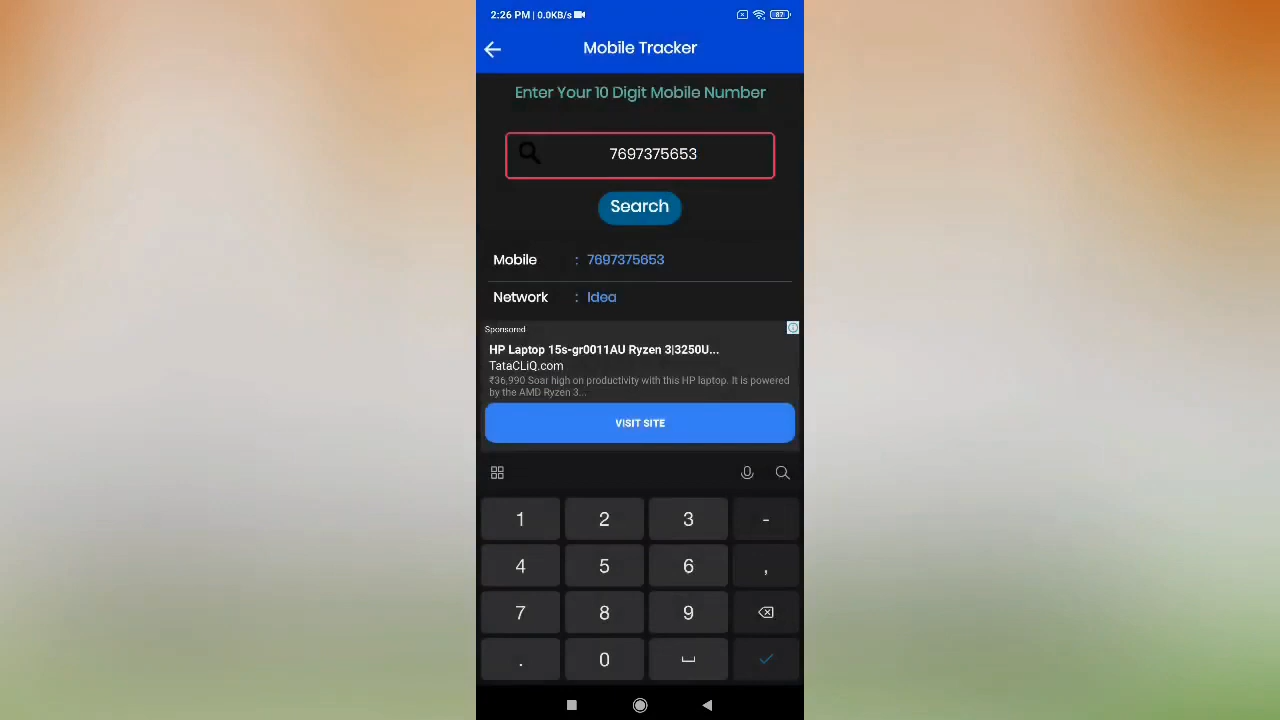 2:26 PM | 0.0KB/s
87
Mobile Tracker
Enter Your 10 Digit Mobile Number
7697375653
Search
Mobile : 7697375653
Network : Idea
Sponsored
HP Laptop 15s-gr0011AU Ryzen 3|3250U...
TataCLiQ.com
₹36,990 Soar high on productivity with this HP laptop. It is powered
by the AMD Ryzen 3...
VISIT SITE
1 2 3 -
4 5 6 ,
7 8 9
. 0